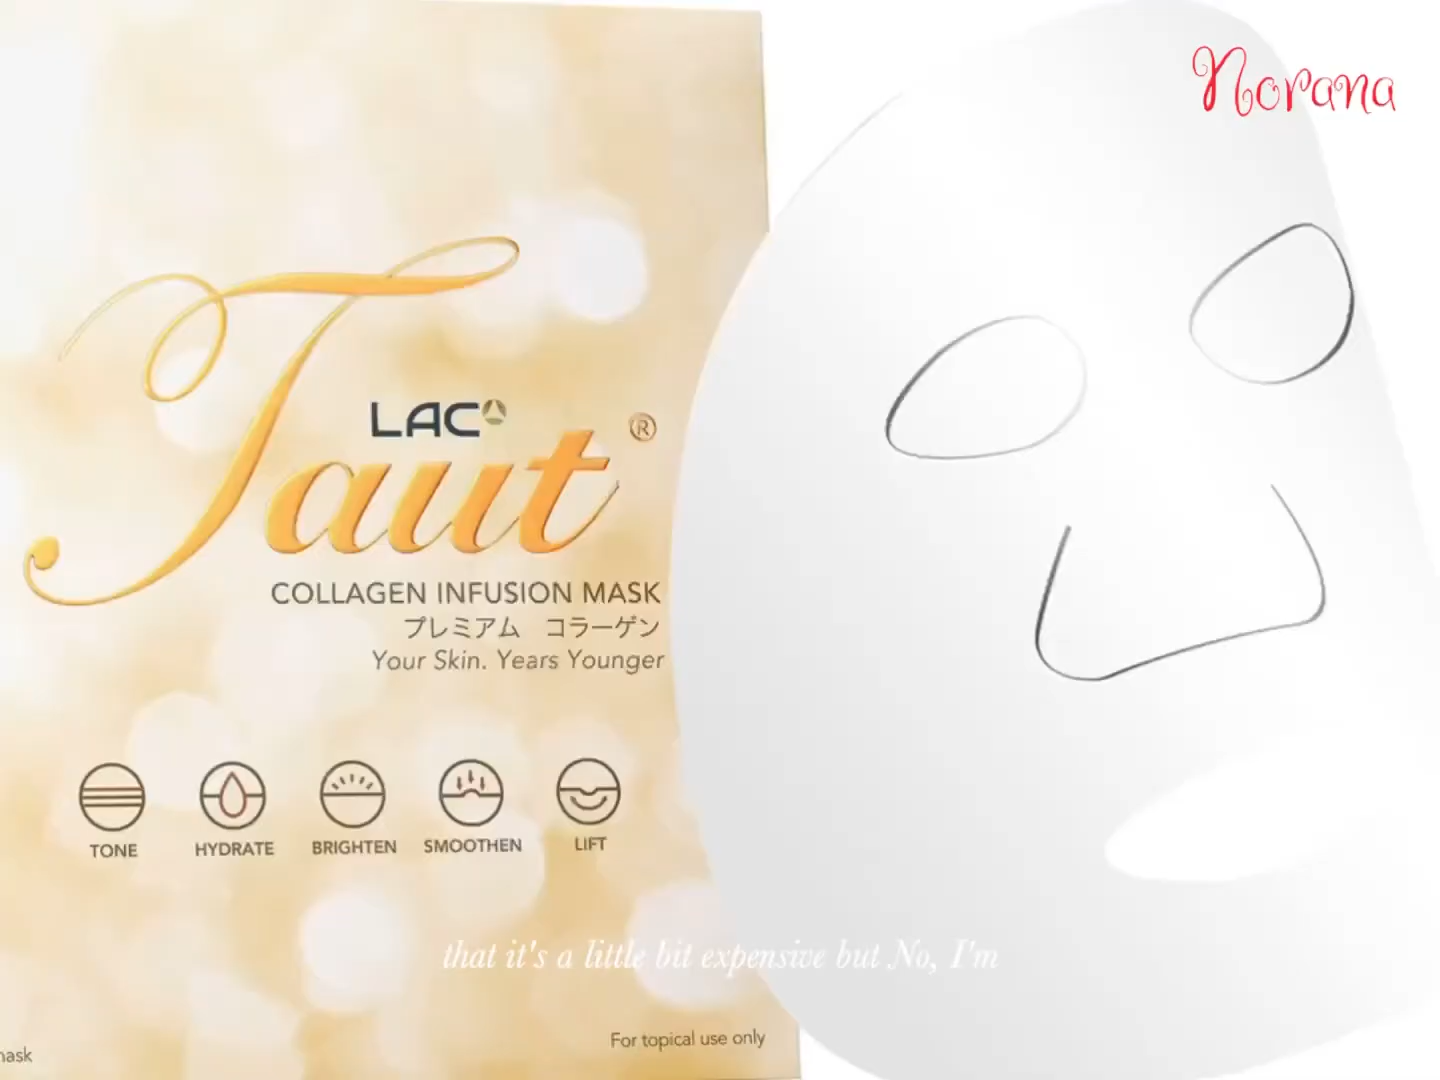 Norana
LAC
Taut®
COLLAGEN INFUSION MASK
プレミアム コラーゲン
Your Skin. Years Younger
TONE HYDRATE BRIGHTEN SMOOTHEN LIFT
that it's a little bit expensive but No, I'm
For topical use only
mask